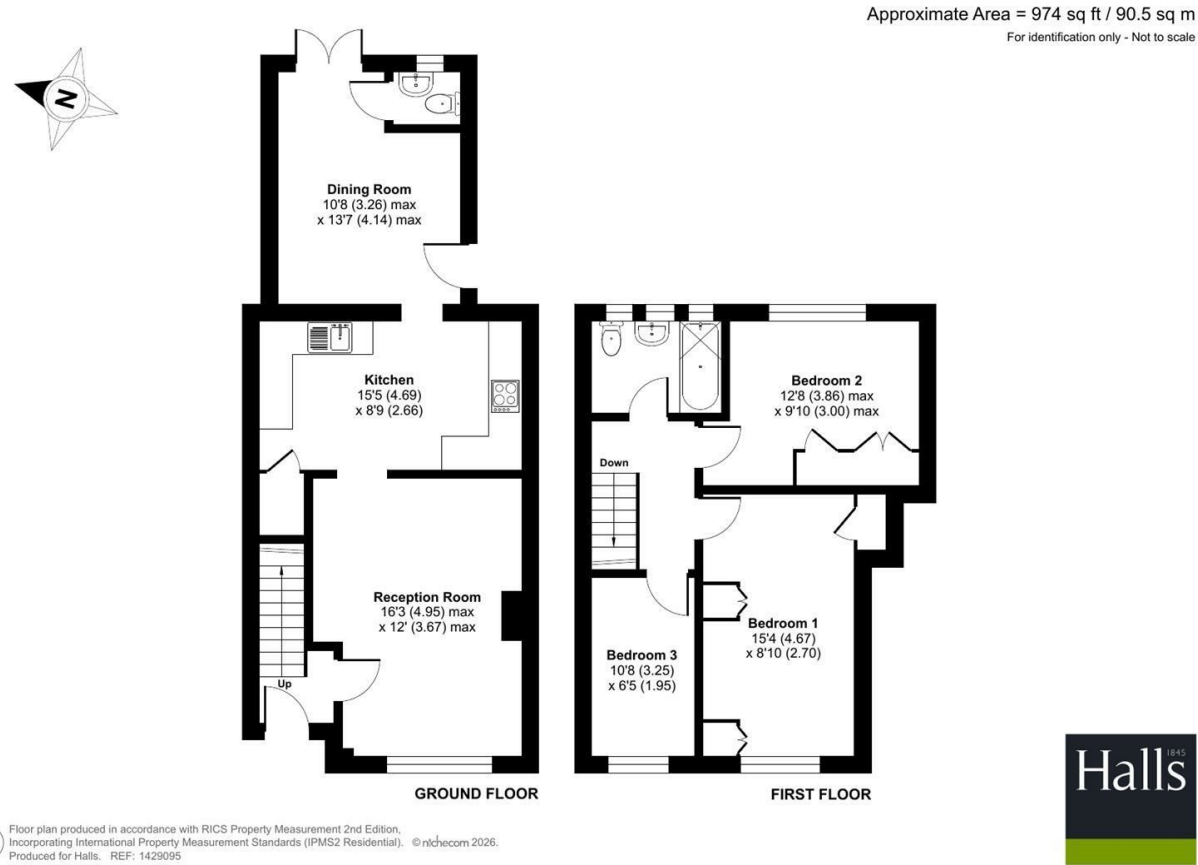 Approximate Area = 974 sq ft / 90.5 sq m
For identification only - Not to scale
N
Dining Room
10'8 (3.26) max
x 13'7 (4.14) max
Kitchen
15'5 (4.69)
x 8'9 (2.66)
Reception Room
16'3 (4.95) max
x 12' (3.67) max
Up
GROUND FLOOR
Bedroom 2
12'8 (3.86) max
x 9'10 (3.00) max
Down
Bedroom 1
15'4 (4.67)
x 8'10 (2.70)
Bedroom 3
10'8 (3.25)
x 6'5 (1.95)
FIRST FLOOR
1845
Halls
Floor plan produced in accordance with RICS Property Measurement 2nd Edition,
Incorporating International Property Measurement Standards (IPMS2 Residential). © nichecom 2026.
Produced for Halls. REF: 1429095